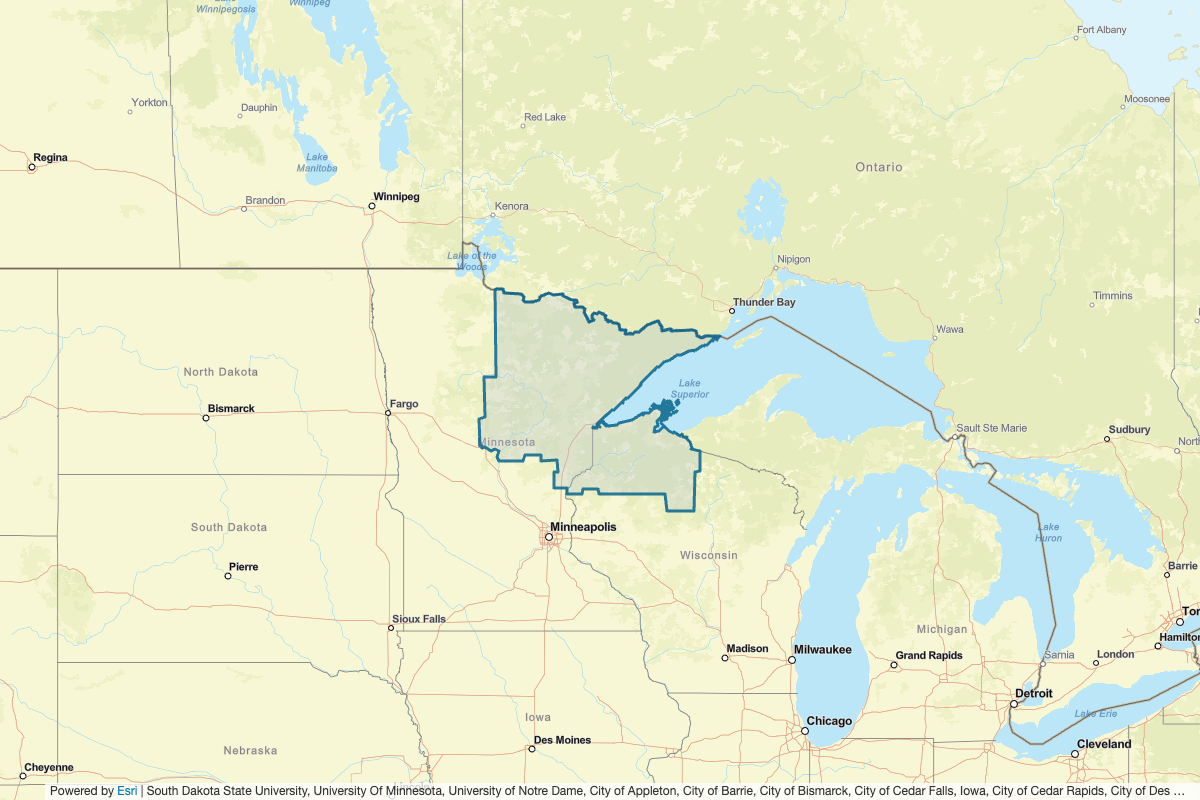 Lake
Winnipegosis
Lake
Winnipeg
Fort Albany
Yorkton
Dauphin
Moosonee
Red Lake
Regina
Lake
Manitoba
Ontario
Brandon
Winnipeg
Kenora
Lake of the
Woods
Nipigon
Thunder Bay
Timmins
Wawa
North Dakota
Lake
Superior
Bismarck
Fargo
Minnesota
Sault Ste Marie
Sudbury
North
South Dakota
Minneapolis
Lake
Huron
Wisconsin
Pierre
Barrie
Sioux Falls
Michigan
Tor
Hamilton
Madison
Milwaukee
Grand Rapids
Sarnia
London
Detroit
Iowa
Chicago
Lake Erie
Nebraska
Des Moines
Cleveland
Cheyenne
Powered by Esri | South Dakota State University, University Of Minnesota, University of Notre Dame, City of Appleton, City of Barrie, City of Bismarck, City of Cedar Falls, Iowa, City of Cedar Rapids, City of Des ...